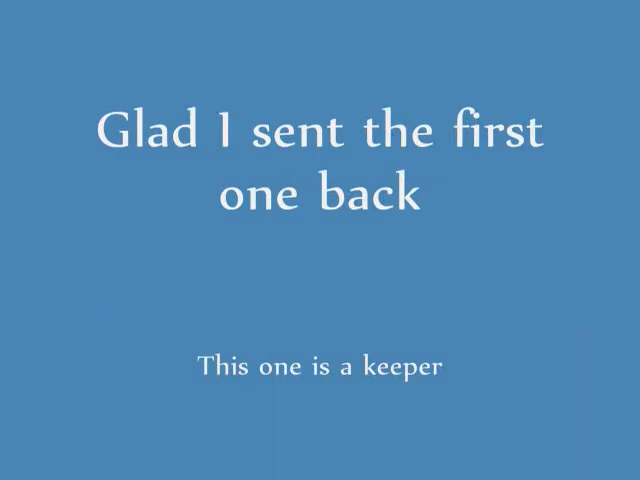 Glad I sent the first
one back
This one is a keeper